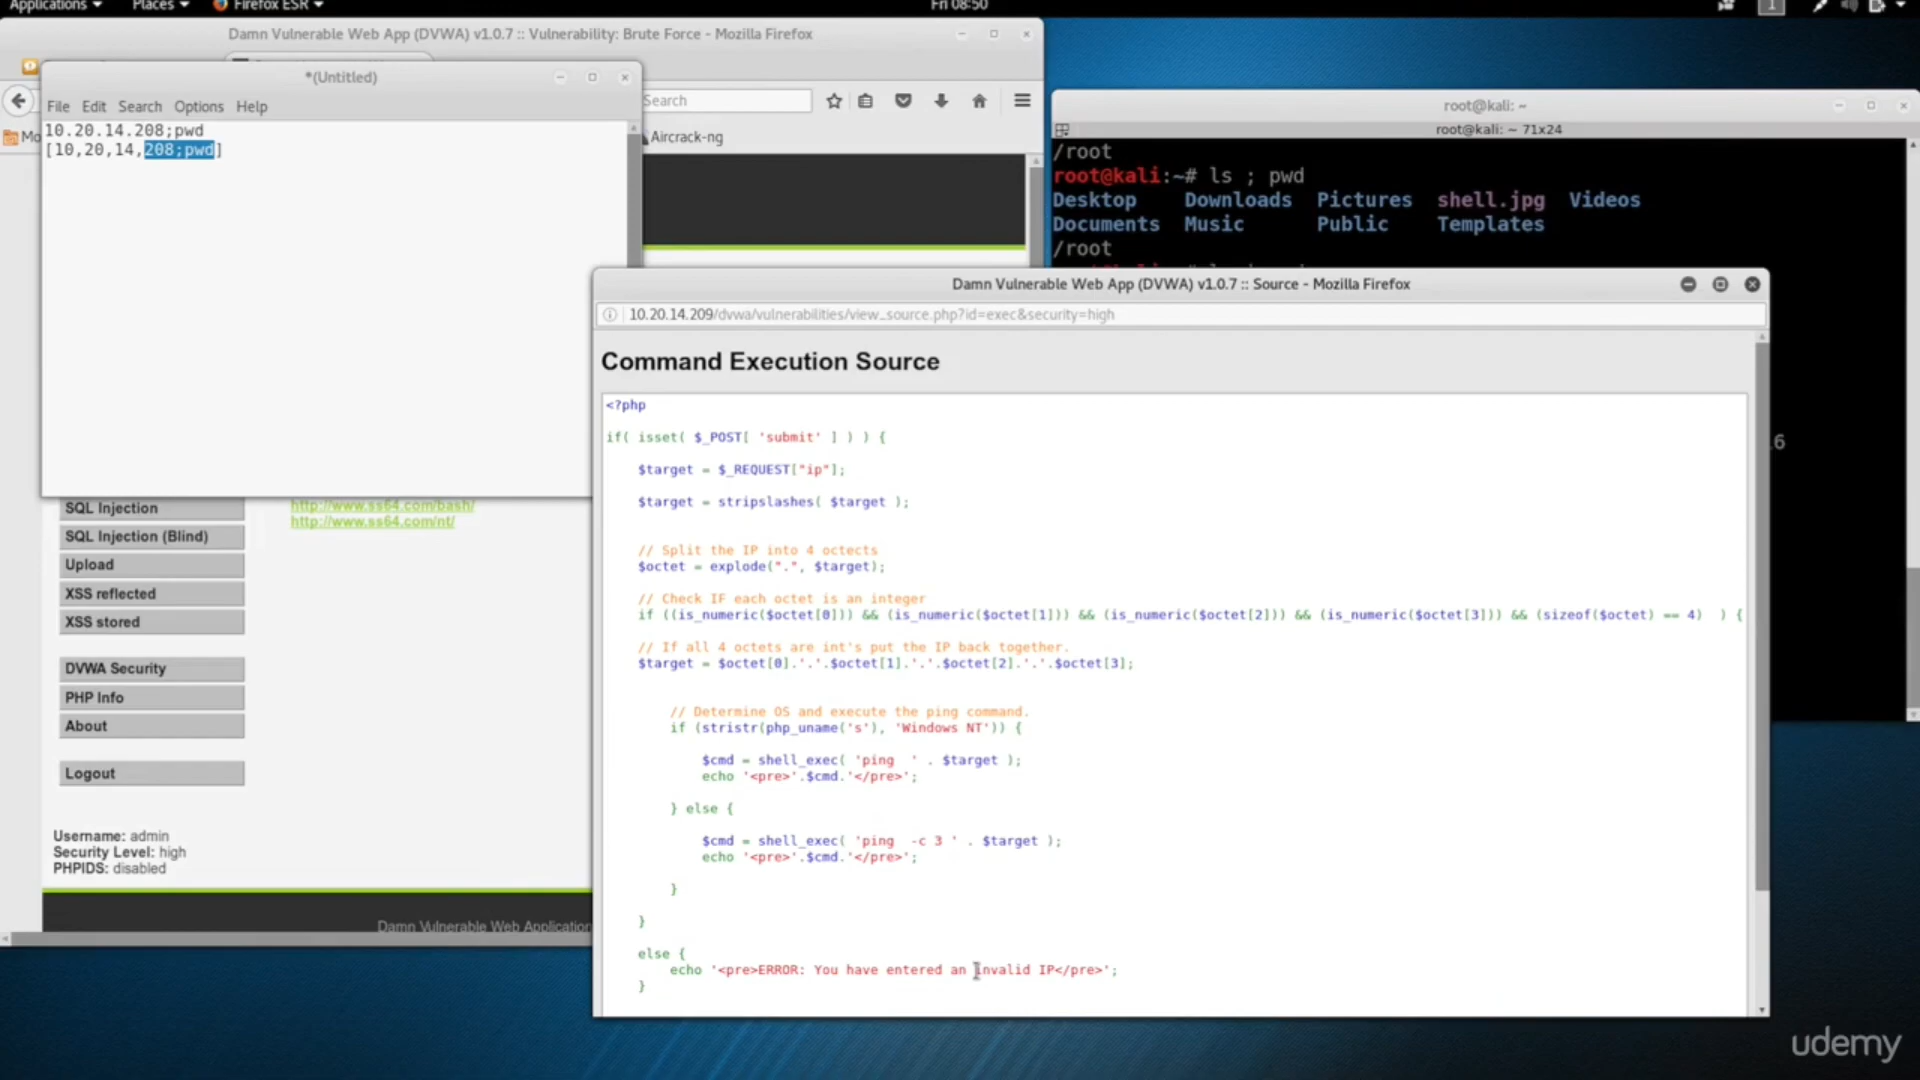 Applications Places Firefox ESR Fri 08:50 1
Damn Vulnerable Web App (DVWA) v1.0.7 :: Vulnerability: Brute Force - Mozilla Firefox
*(Untitled)
File Edit Search Options Help
10.20.14.208;pwd
[10,20,14,208;pwd]
Search
Mo
Aircrack-ng
root@kali: ~
root@kali: ~ 71x24
/root
root@kali:~# ls ; pwd
Desktop Downloads Pictures shell.jpg Videos
Documents Music Public Templates
/root
Damn Vulnerable Web App (DVWA) v1.0.7 :: Source - Mozilla Firefox
10.20.14.209/dvwa/vulnerabilities/view_source.php?id=exec&security=high
Command Execution Source
<?php
if( isset( $_POST[ 'submit' ] ) ) {
$target = $_REQUEST["ip"];
$target = stripslashes( $target );
// Split the IP into 4 octects
$octet = explode(".", $target);
// Check IF each octet is an integer
if ((is_numeric($octet[0])) && (is_numeric($octet[1])) && (is_numeric($octet[2])) && (is_numeric($octet[3])) && (sizeof($octet) == 4) ) {
// If all 4 octets are int's put the IP back together.
$target = $octet[0].'.'.$octet[1].'.'.$octet[2].'.'.$octet[3];
// Determine OS and execute the ping command.
if (stristr(php_uname('s'), 'Windows NT')) {
$cmd = shell_exec( 'ping  ' . $target );
echo '<pre>'.$cmd.'</pre>';
} else {
$cmd = shell_exec( 'ping  -c 3 ' . $target );
echo '<pre>'.$cmd.'</pre>';
}
}
else {
echo '<pre>ERROR: You have entered an invalid IP</pre>';
}
6
http://www.ss64.com/bash/
http://www.ss64.com/nt/
SQL Injection
SQL Injection (Blind)
Upload
XSS reflected
XSS stored
DVWA Security
PHP Info
About
Logout
Username: admin
Security Level: high
PHPIDS: disabled
Damn Vulnerable Web Application
udemy